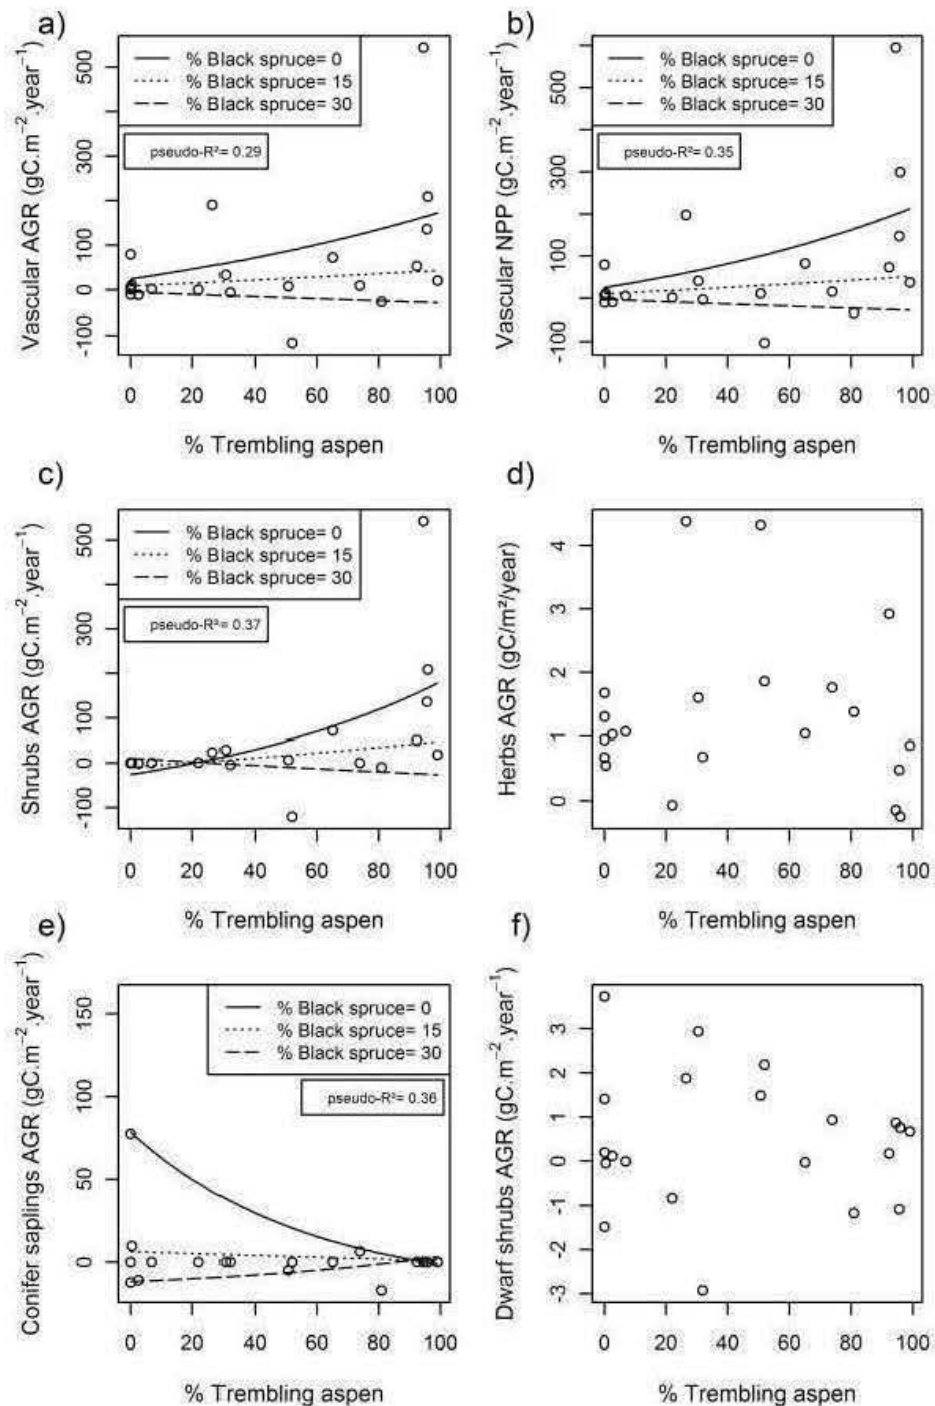 a)
Vascular AGR (gC.m⁻².year⁻¹)
500
300
100
0
-100
% Black spruce= 0
% Black spruce= 15
% Black spruce= 30
pseudo-R²= 0.29
0 20 40 60 80 100
% Trembling aspen
b)
Vascular NPP (gC.m⁻².year⁻¹)
500
300
100
0
-100
% Black spruce= 0
% Black spruce= 15
% Black spruce= 30
pseudo-R²= 0.35
0 20 40 60 80 100
% Trembling aspen
c)
Shrubs AGR (gC.m⁻².year⁻¹)
500
300
100
0
-100
% Black spruce= 0
% Black spruce= 15
% Black spruce= 30
pseudo-R²= 0.37
0 20 40 60 80 100
% Trembling aspen
d)
Herbs AGR (gC/m²/year)
4
3
2
1
0
0 20 40 60 80 100
% Trembling aspen
e)
Conifer saplings AGR (gC.m⁻².year⁻¹)
150
100
50
0
% Black spruce= 0
% Black spruce= 15
% Black spruce= 30
pseudo-R²= 0.36
0 20 40 60 80 100
% Trembling aspen
f)
Dwarf shrubs AGR (gC.m⁻².year⁻¹)
3
2
1
0
-1
-2
-3
0 20 40 60 80 100
% Trembling aspen